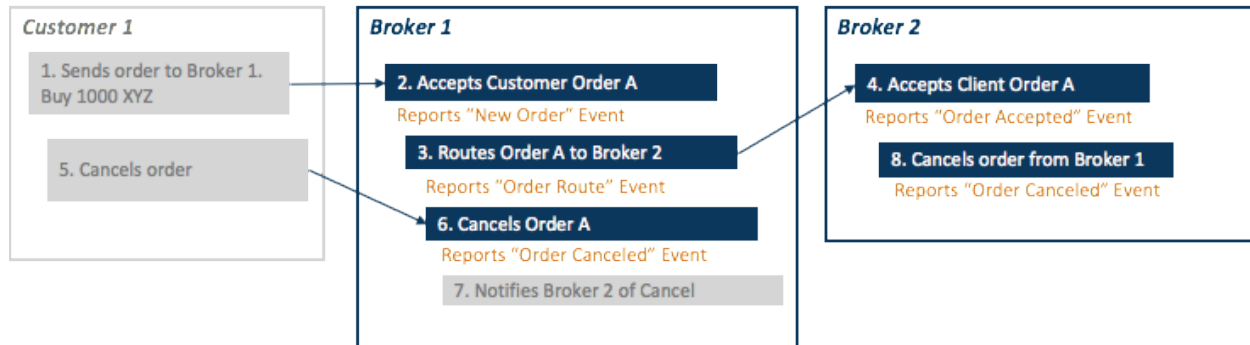 Customer 1
1. Sends order to Broker 1.
Buy 1000 XYZ
5. Cancels order
Broker 1
2. Accepts Customer Order A
Reports "New Order" Event
3. Routes Order A to Broker 2
Reports "Order Route" Event
6. Cancels Order A
Reports "Order Canceled" Event
7. Notifies Broker 2 of Cancel
Broker 2
4. Accepts Client Order A
Reports "Order Accepted" Event
8. Cancels order from Broker 1
Reports "Order Canceled" Event